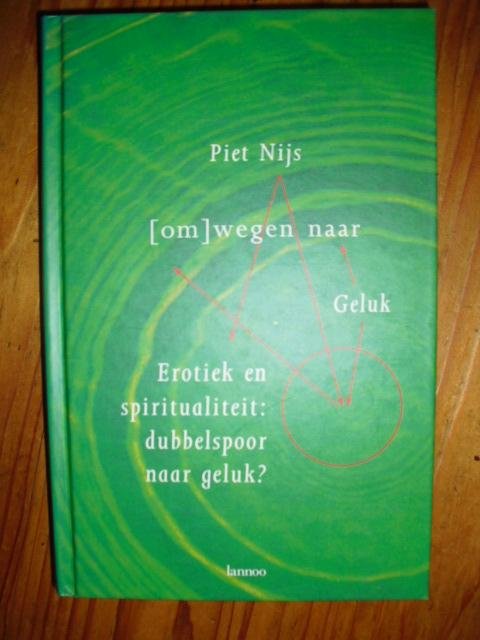 Piet Nijs
[om]wegen naar
Geluk
Erotiek en
spiritualiteit:
dubbelspoor
naar geluk?
lannoo